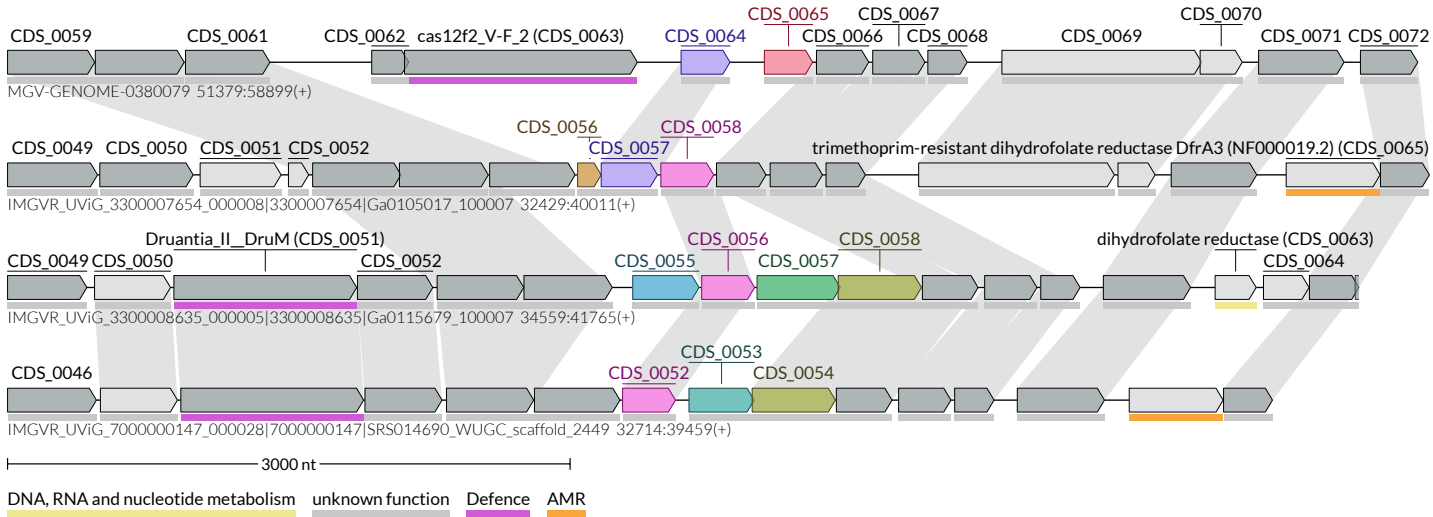 CDS_0065 CDS_0067 CDS_0070
CDS_0059 CDS_0061 CDS_0062 cas12f2_V-F_2 (CDS_0063) CDS_0064 CDS_0066 CDS_0068 CDS_0069 CDS_0071 CDS_0072
MGV-GENOME-0380079 51379:58899(+)
CDS_0056 CDS_0058
CDS_0049 CDS_0050 CDS_0051 CDS_0052 CDS_0057 trimethoprim-resistant dihydrofolate reductase DfrA3 (NF000019.2) (CDS_0065)
IMGVR_UViG_3300007654_000008|3300007654|Ga0105017_100007 32429:40011(+)
Druantia_II__DruM (CDS_0051) CDS_0056 CDS_0058 dihydrofolate reductase (CDS_0063)
CDS_0049 CDS_0050 CDS_0052 CDS_0055 CDS_0057 CDS_0064
IMGVR_UViG_3300008635_000005|3300008635|Ga0115679_100007 34559:41765(+)
CDS_0053
CDS_0046 CDS_0052 CDS_0054
IMGVR_UViG_7000000147_000028|7000000147|SRS014690_WUGC_scaffold_2449 32714:39459(+)
3000 nt
DNA, RNA and nucleotide metabolism unknown function Defence AMR